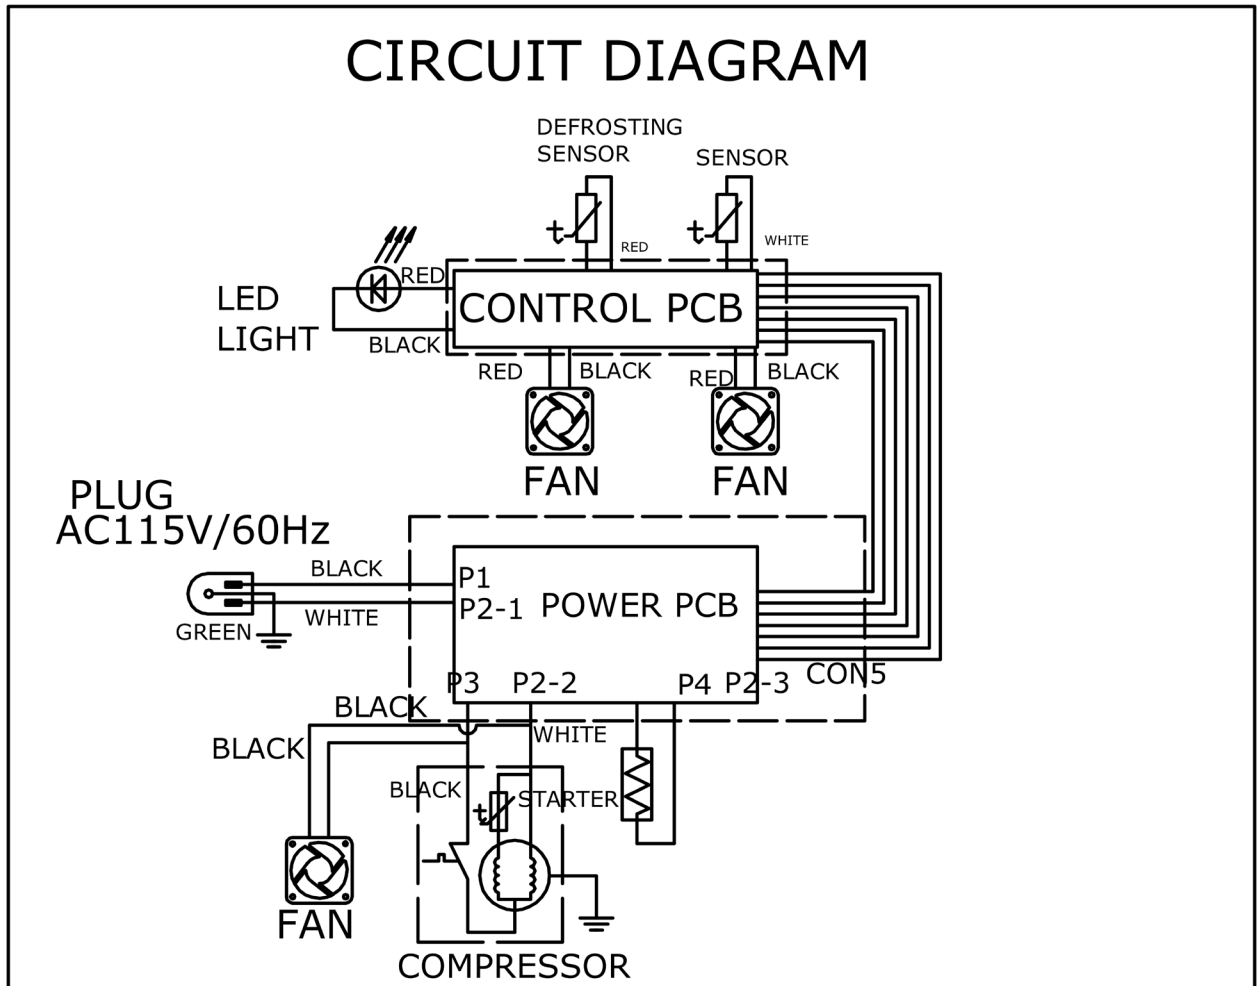 CIRCUIT DIAGRAM
DEFROSTING
SENSOR
SENSOR
t
t
RED
WHITE
RED
LED
LIGHT
CONTROL PCB
BLACK
RED
BLACK
RED
BLACK
FAN
FAN
PLUG
AC115V/60Hz
BLACK
P1
P2-1
POWER PCB
WHITE
GREEN
CON5
P3
P2-2
P4
P2-3
BLACK
WHITE
BLACK
BLACK
t
STARTER
FAN
COMPRESSOR